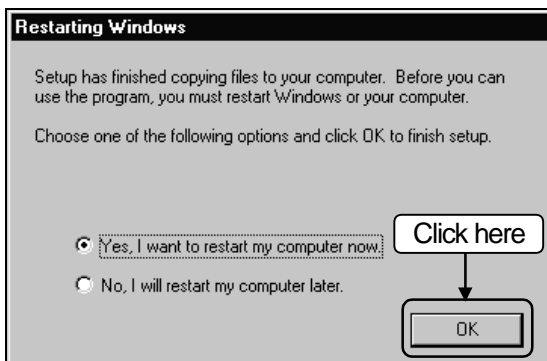 Restarting Windows
Setup has finished copying files to your computer.  Before you can
use the program, you must restart Windows or your computer.
Choose one of the following options and click OK to finish setup.
Yes, I want to restart my computer now.
Click here
No, I will restart my computer later.
OK